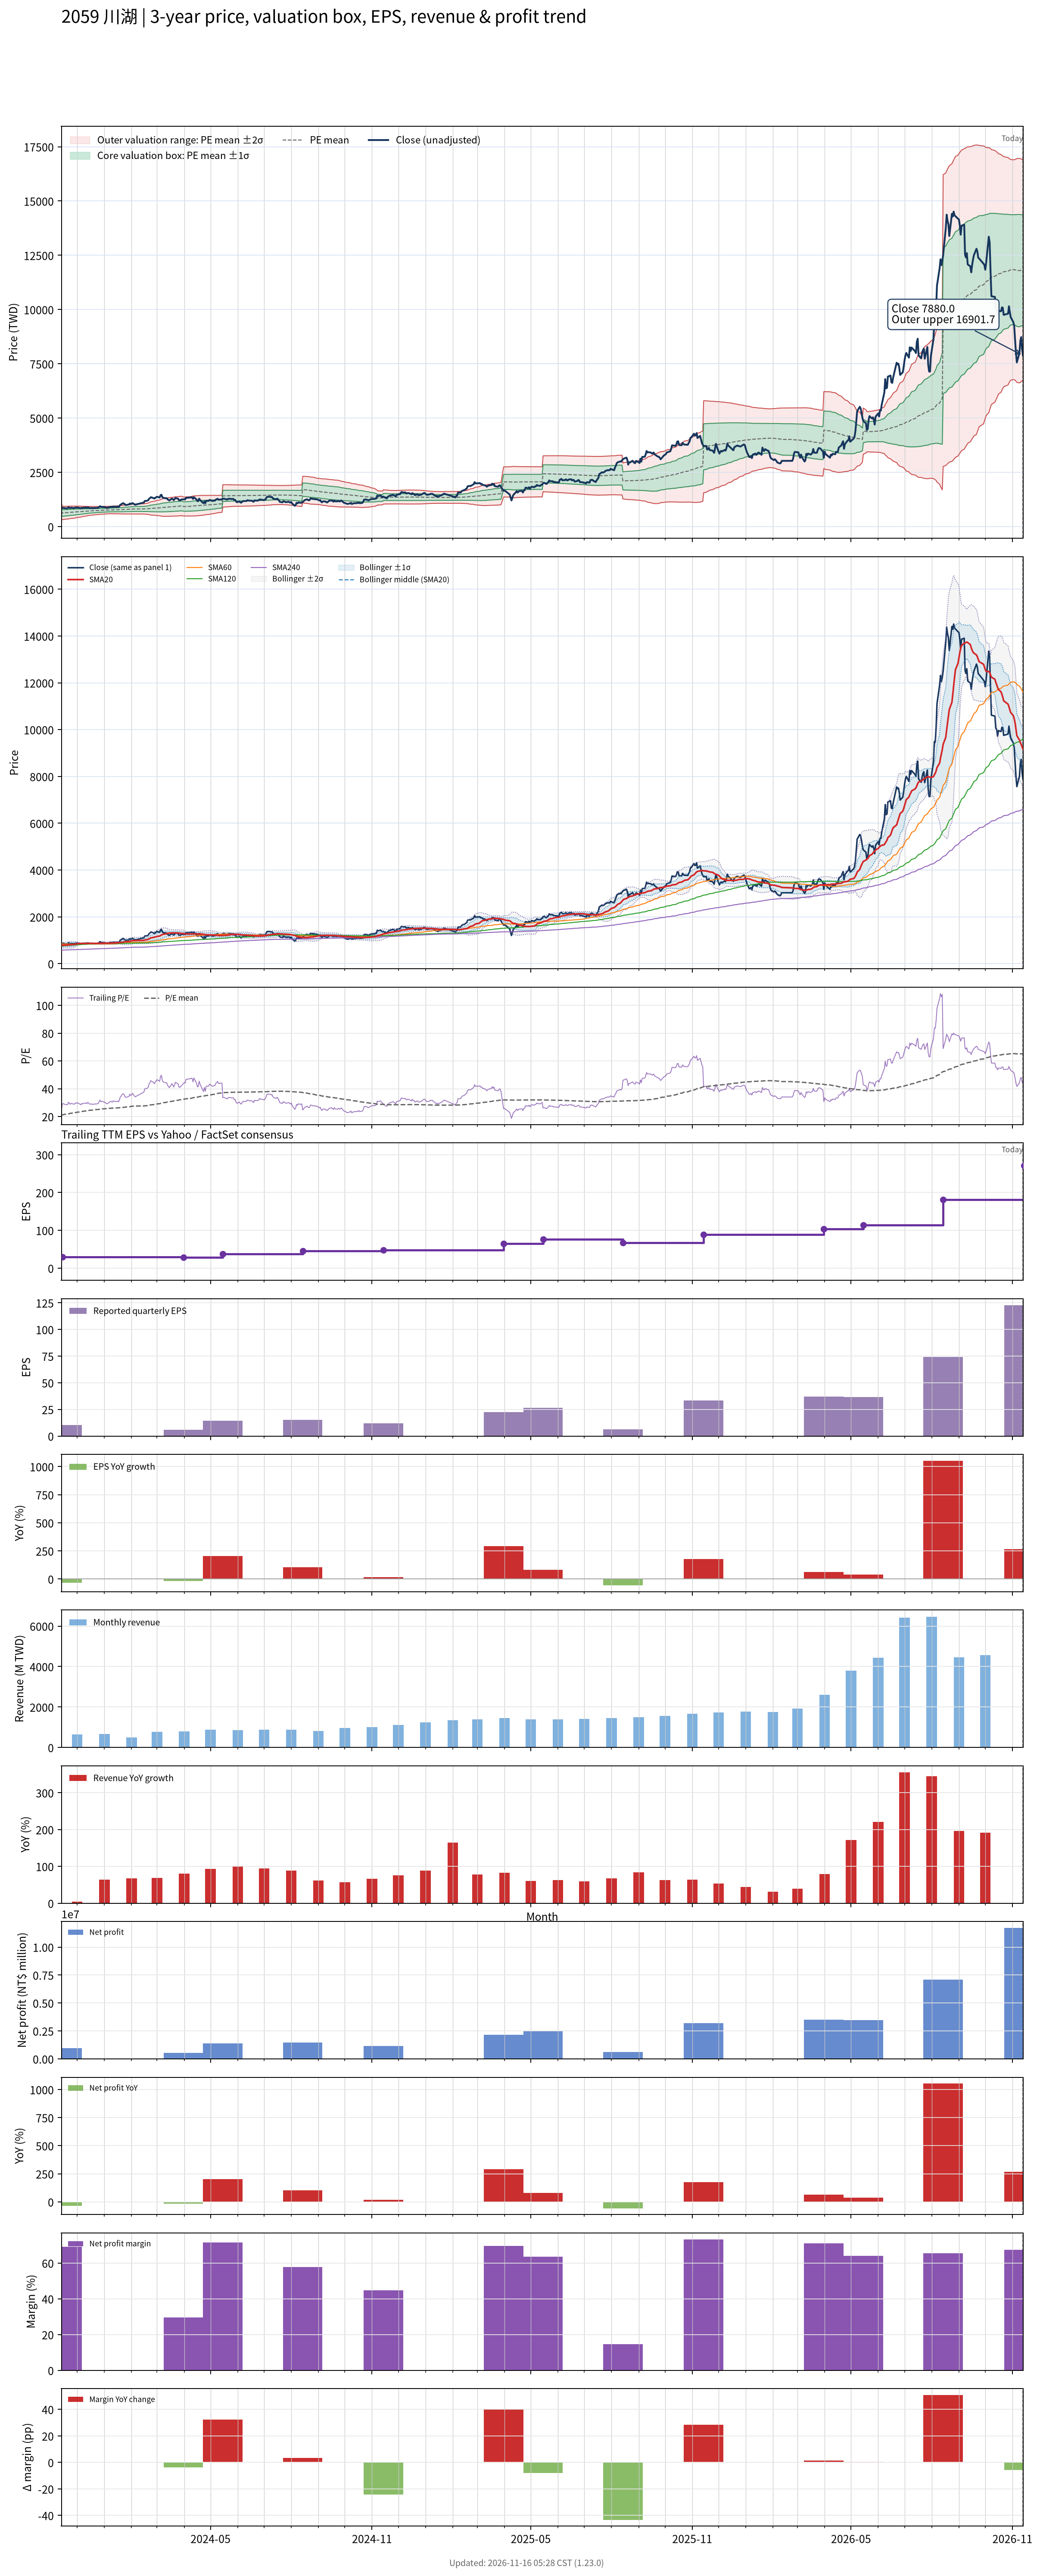 2059 川湖 | 3-year price, valuation box, EPS, revenue & profit trend
Outer valuation range: PE mean ±2σ
Core valuation box: PE mean ±1σ
PE mean
Close (unadjusted)
Today
Close 7880.0
Outer upper 16901.7
Price (TWD)
17500
15000
12500
10000
7500
5000
2500
0
Close (same as panel 1)
SMA20
SMA60
SMA120
SMA240
Bollinger ±2σ
Bollinger ±1σ
Bollinger middle (SMA20)
Price
16000
14000
12000
10000
8000
6000
4000
2000
0
Trailing P/E
P/E mean
P/E
100
80
60
40
20
Trailing TTM EPS vs Yahoo / FactSet consensus
Today
EPS
300
200
100
0
Reported quarterly EPS
EPS
125
100
75
50
25
0
EPS YoY growth
YoY (%)
1000
750
500
250
0
Monthly revenue
Revenue (M TWD)
6000
4000
2000
0
Revenue YoY growth
YoY (%)
300
200
100
0
Month
1e7
Net profit
Net profit (NT$ million)
1.00
0.75
0.50
0.25
0.00
Net profit YoY
YoY (%)
1000
750
500
250
0
Net profit margin
Margin (%)
60
40
20
0
Margin YoY change
Δ margin (pp)
40
20
0
-20
-40
2024-05
2024-11
2025-05
2025-11
2026-05
2026-11
Updated: 2026-11-16 05:28 CST (1.23.0)